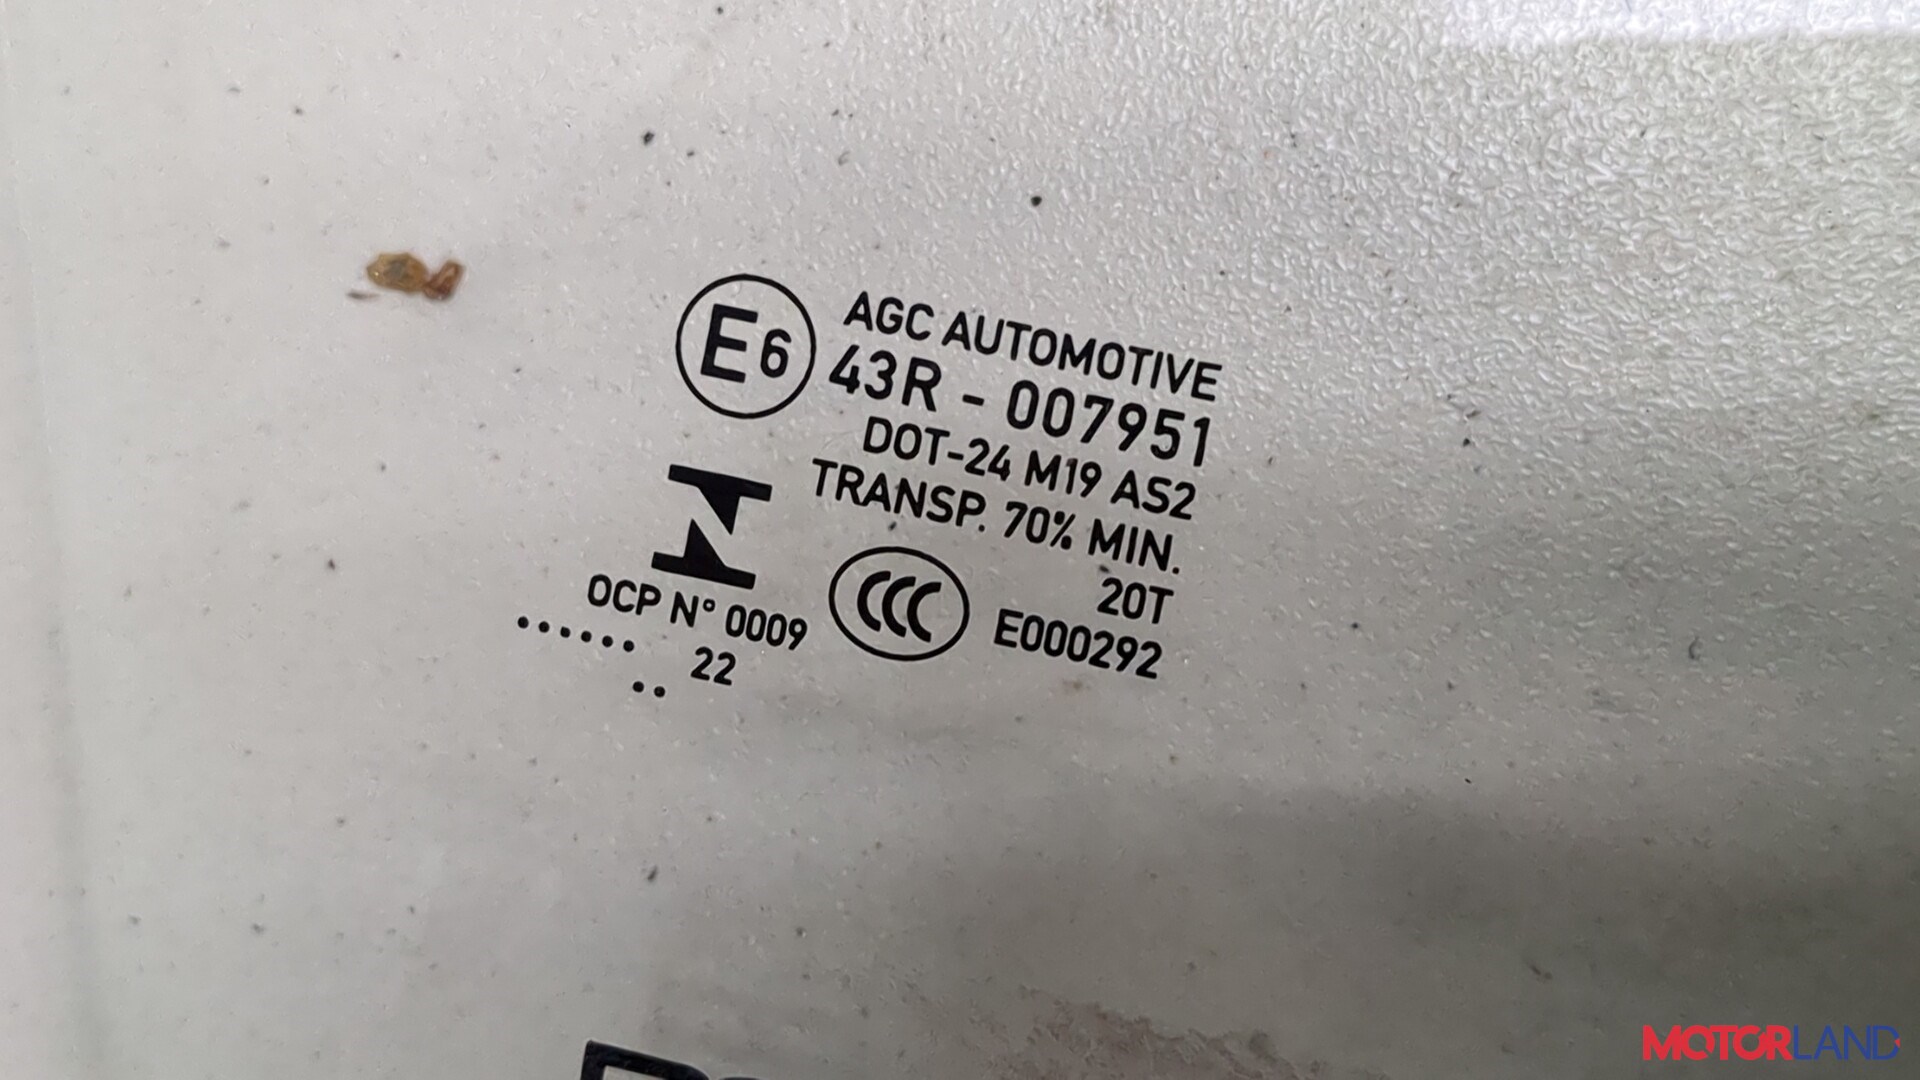 E6
AGC AUTOMOTIVE
43R - 007951
DOT-24 M19 AS2
TRANSP. 70% MIN.
20T
OCP N° 0009
CCC
E000292
...... 22
..
MOTORLAND